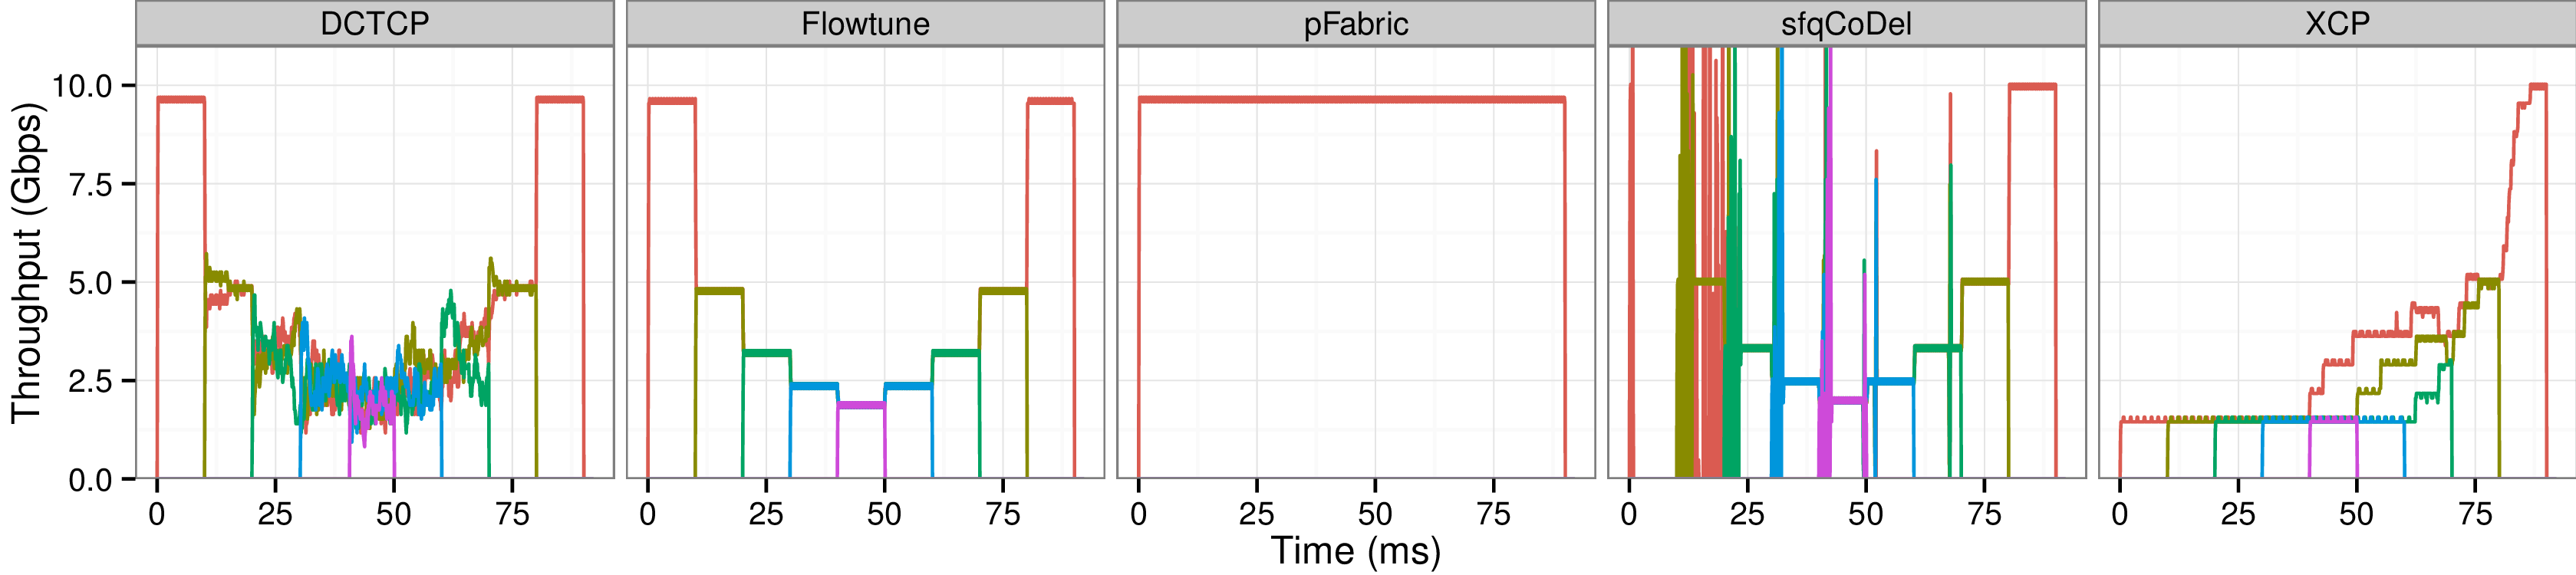 DCTCP Flowtune pFabric sfqCoDel XCP
Throughput (Gbps)
10.0
7.5
5.0
2.5
0.0
0 25 50 75 0 25 50 75 0 25 50 75 0 25 50 75 0 25 50 75
Time (ms)